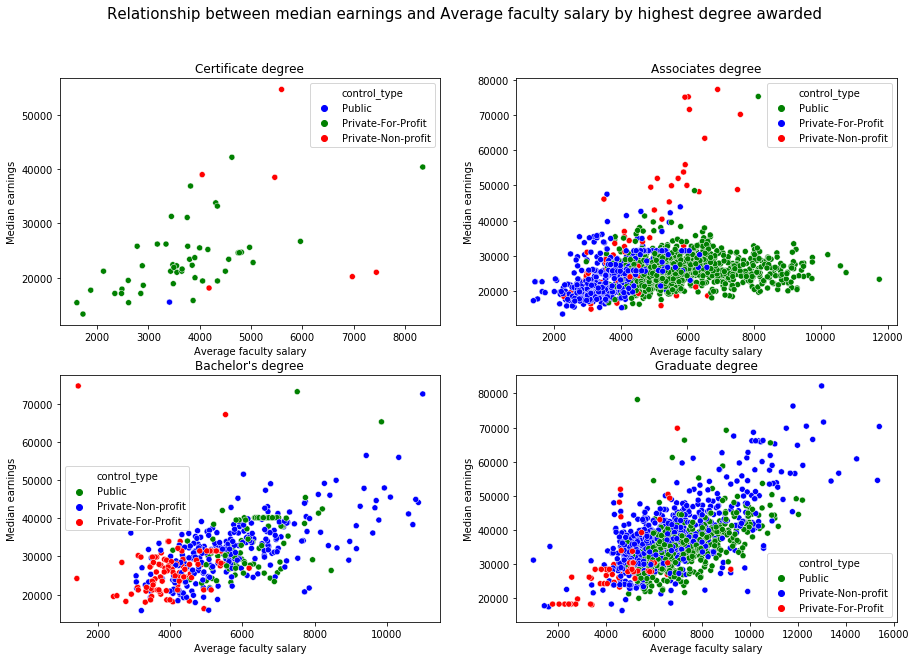 Relationship between median earnings and Average faculty salary by highest degree awarded
Certificate degree
control_type
Public
Private-For-Profit
Private-Non-profit
50000
40000
30000
20000
Median earnings
2000 3000 4000 5000 6000 7000 8000
Average faculty salary
Associates degree
control_type
Public
Private-For-Profit
Private-Non-profit
80000
70000
60000
50000
40000
30000
20000
Median earnings
2000 4000 6000 8000 10000 12000
Average faculty salary
Bachelor's degree
control_type
Public
Private-Non-profit
Private-For-Profit
70000
60000
50000
40000
30000
20000
Median earnings
2000 4000 6000 8000 10000
Average faculty salary
Graduate degree
control_type
Public
Private-Non-profit
Private-For-Profit
80000
70000
60000
50000
40000
30000
20000
Median earnings
2000 4000 6000 8000 10000 12000 14000 16000
Average faculty salary